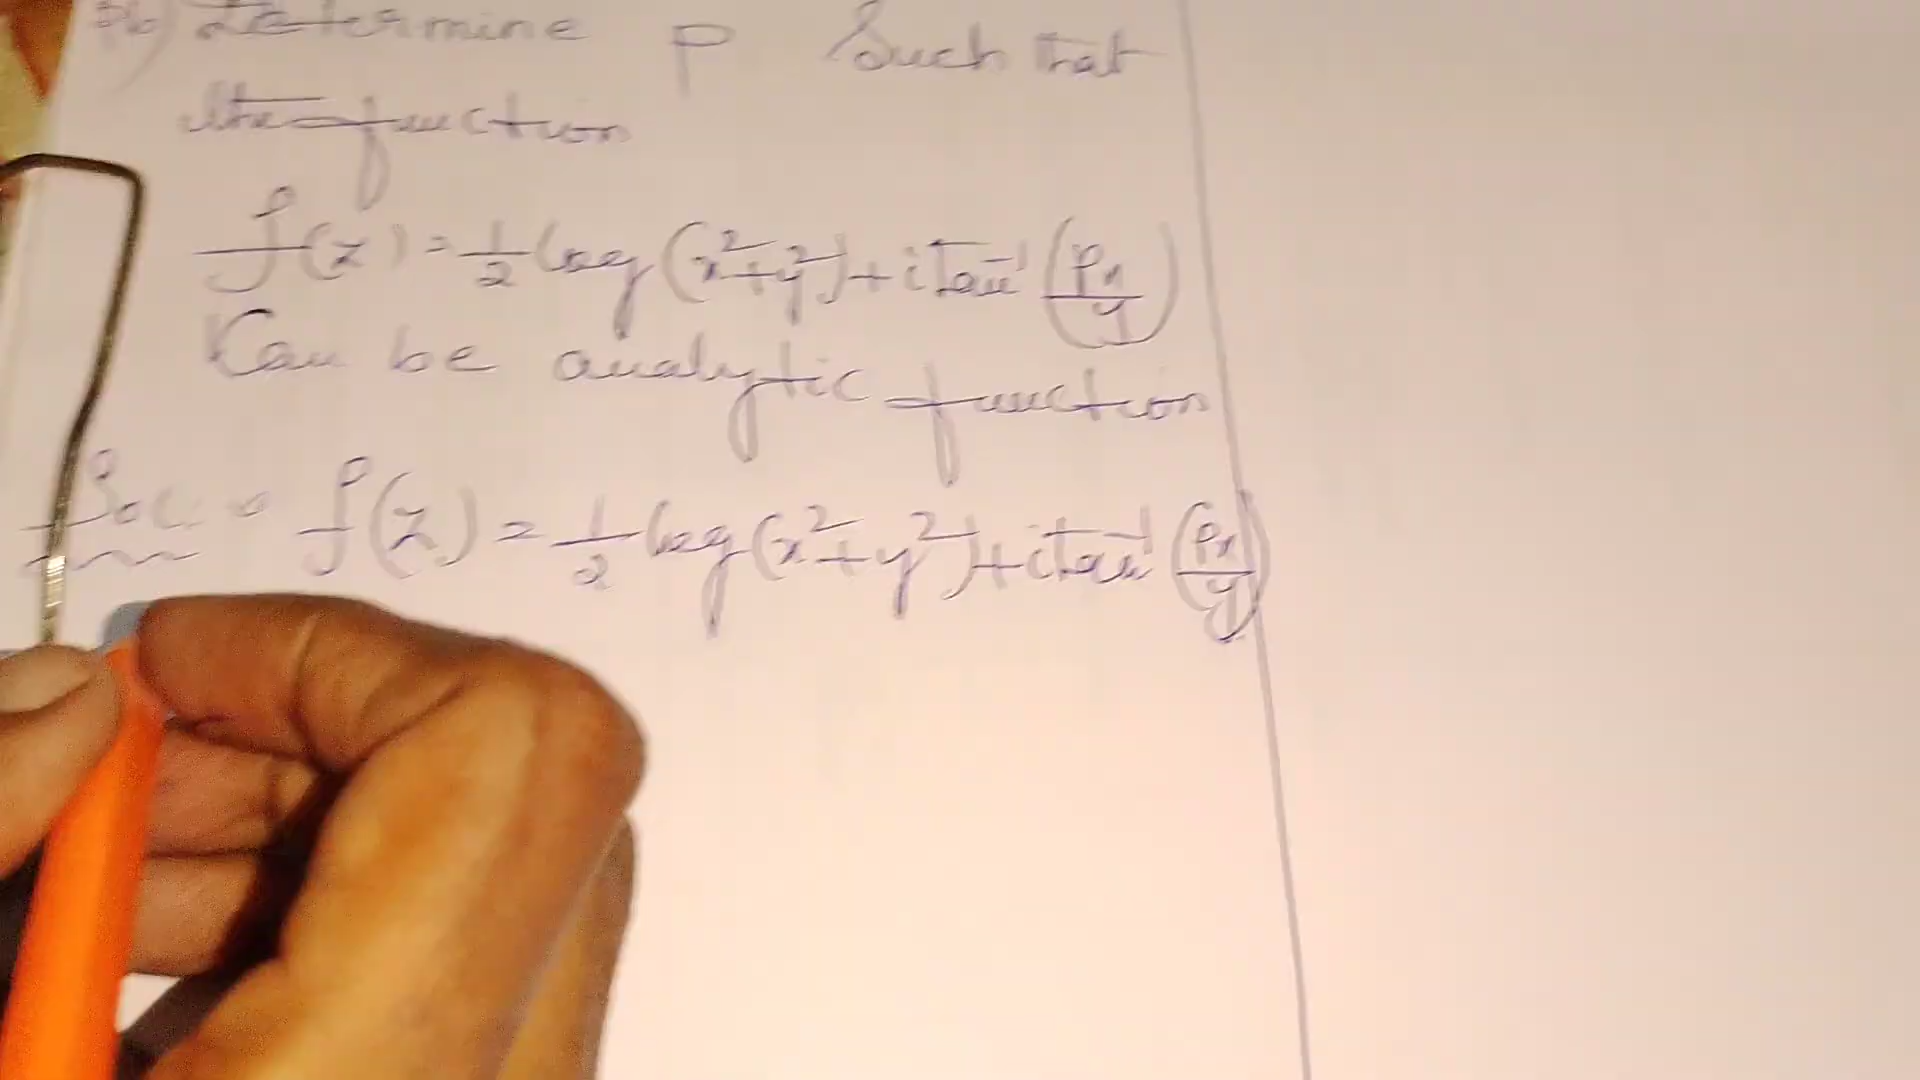 Determine P Such that
the function
f(z) = 1/2 log(x²+y²) + i tan⁻¹(px/y)
Can be analytic function
Sol: f(z) = 1/2 log(x²+y²) + i tan⁻¹(px/y)